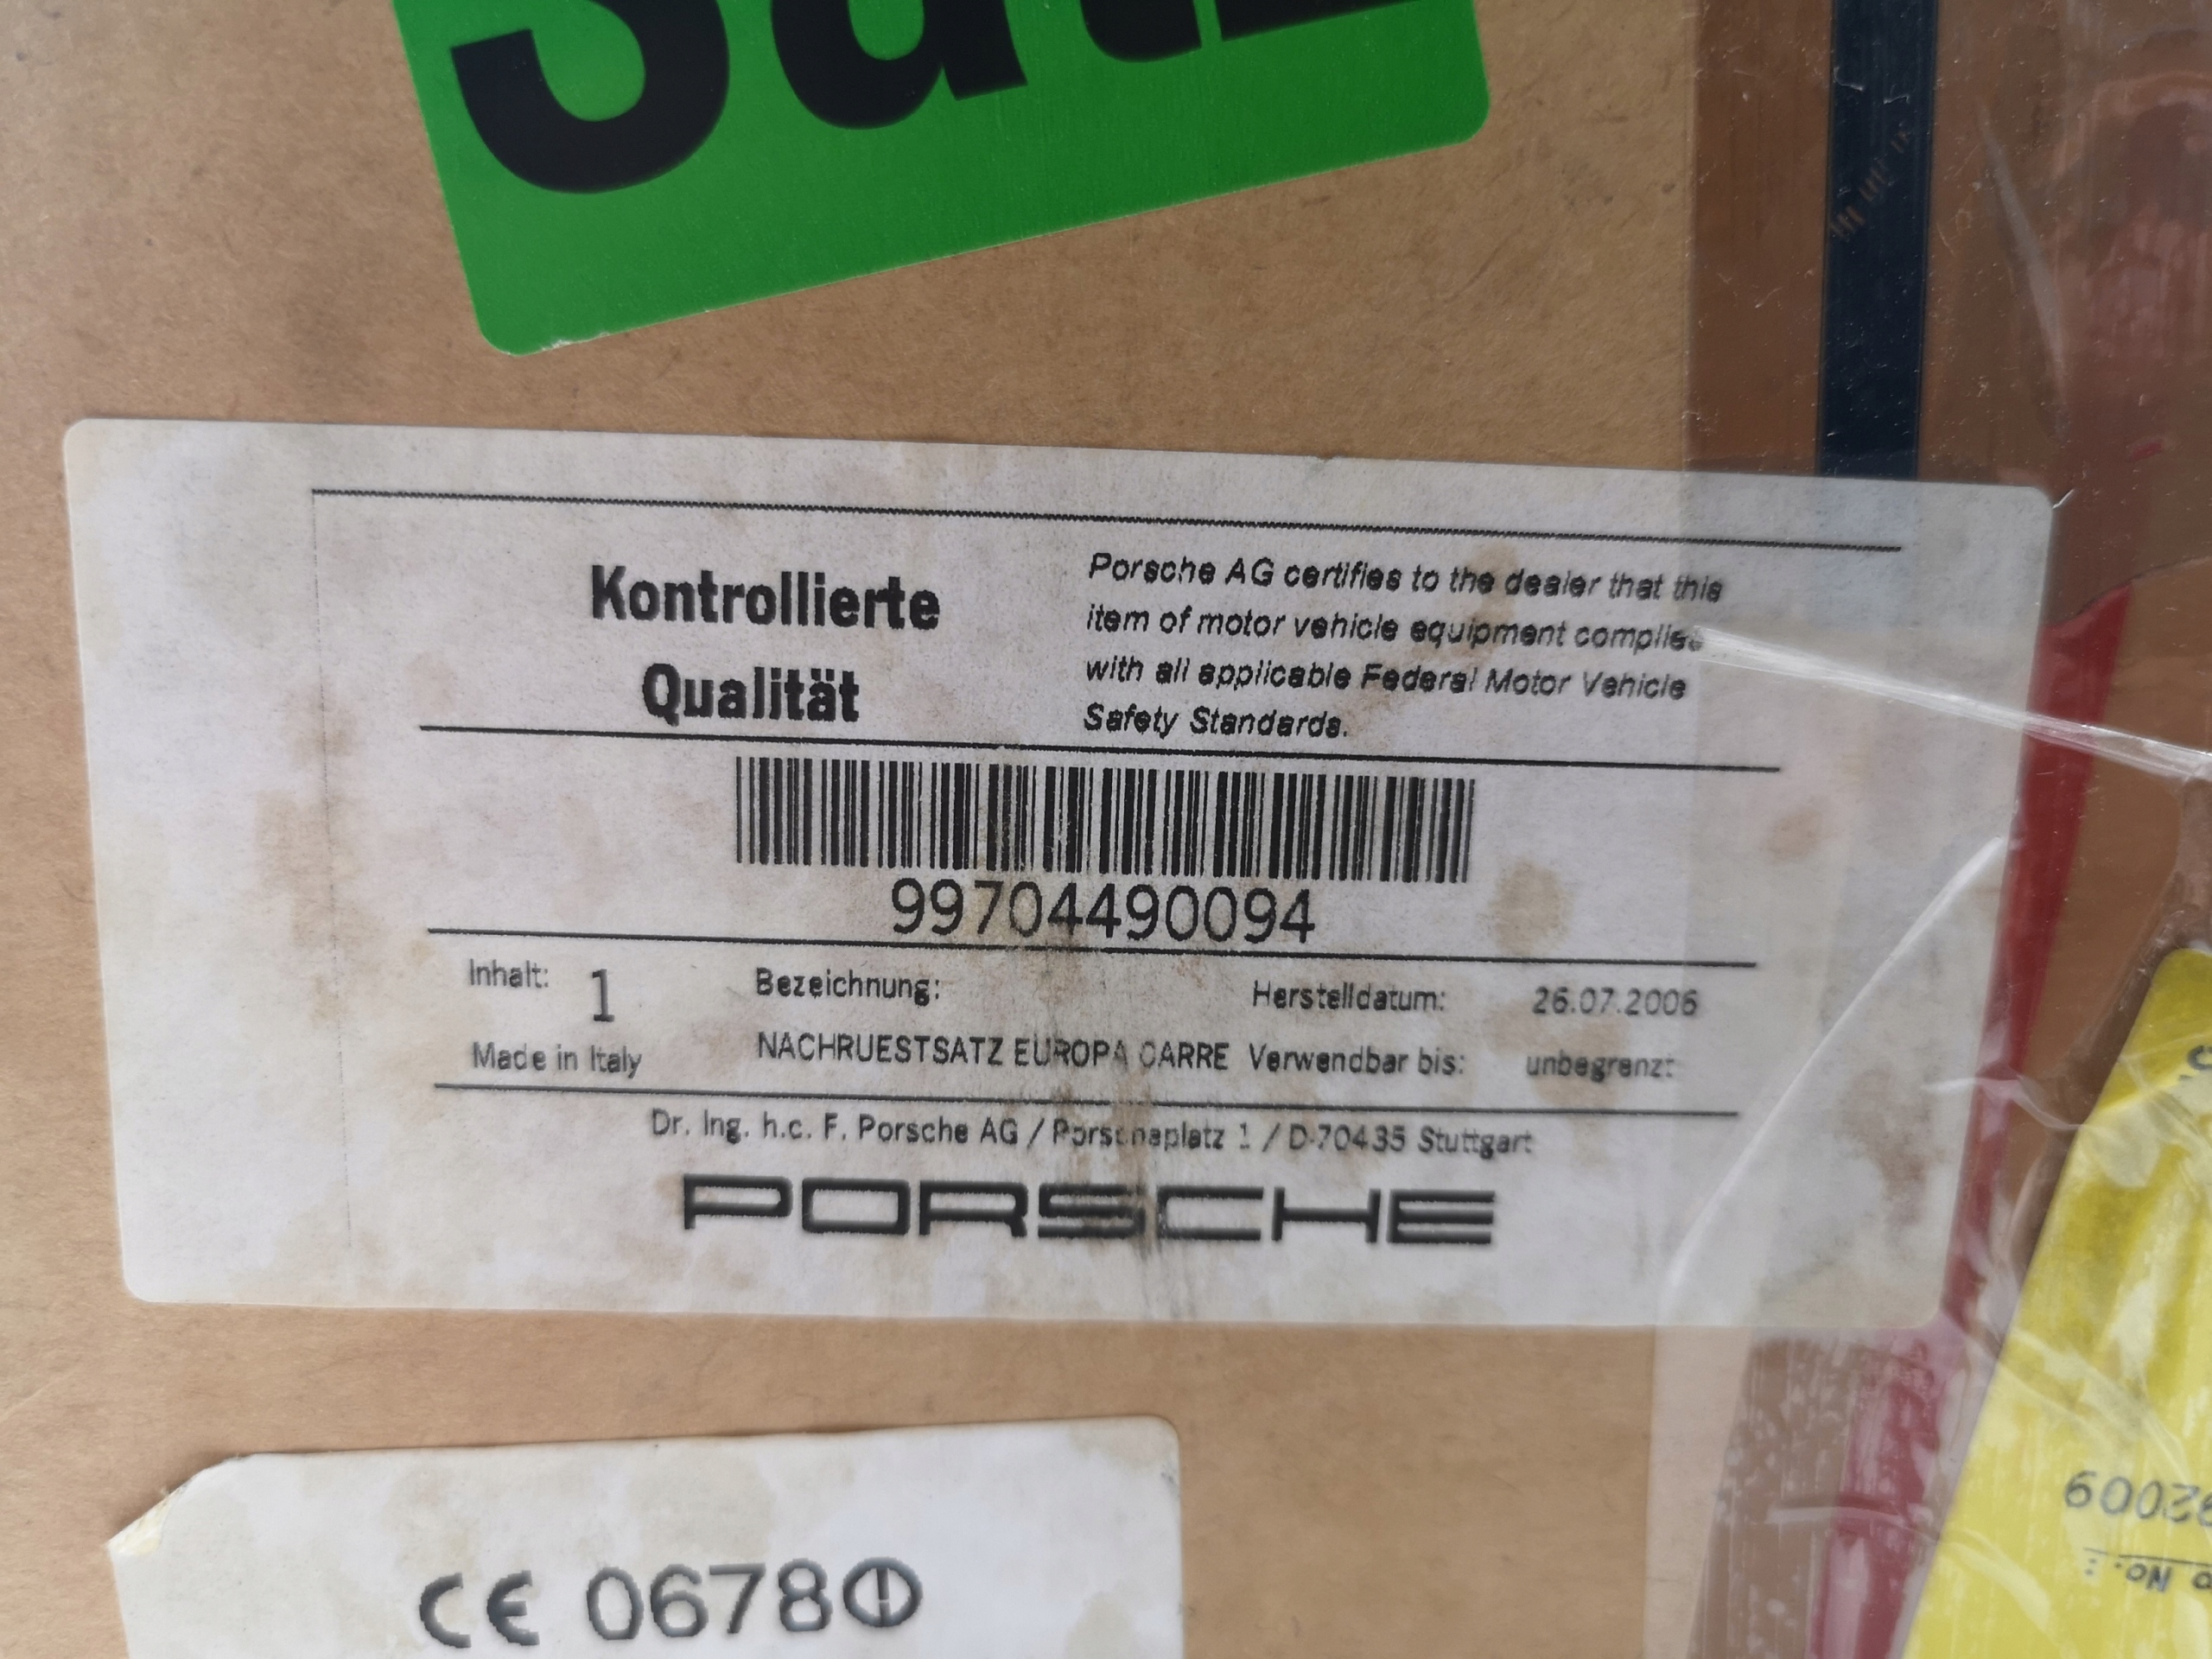 Satz
Kontrollierte
Qualität
Porsche AG certifies to the dealer that this
item of motor vehicle equipment complies
with all applicable Federal Motor Vehicle
Safety Standards.
99704490094
Inhalt: 1
Bezeichnung:
Herstelldatum: 26.07.2006
Made in Italy
NACHRUESTSATZ EUROPA CARRE
Verwendbar bis: unbegrenzt
Dr. Ing. h.c. F. Porsche AG / Porscheplatz 1 / D-70435 Stuttgart
PORSCHE
CE 0678
No.: